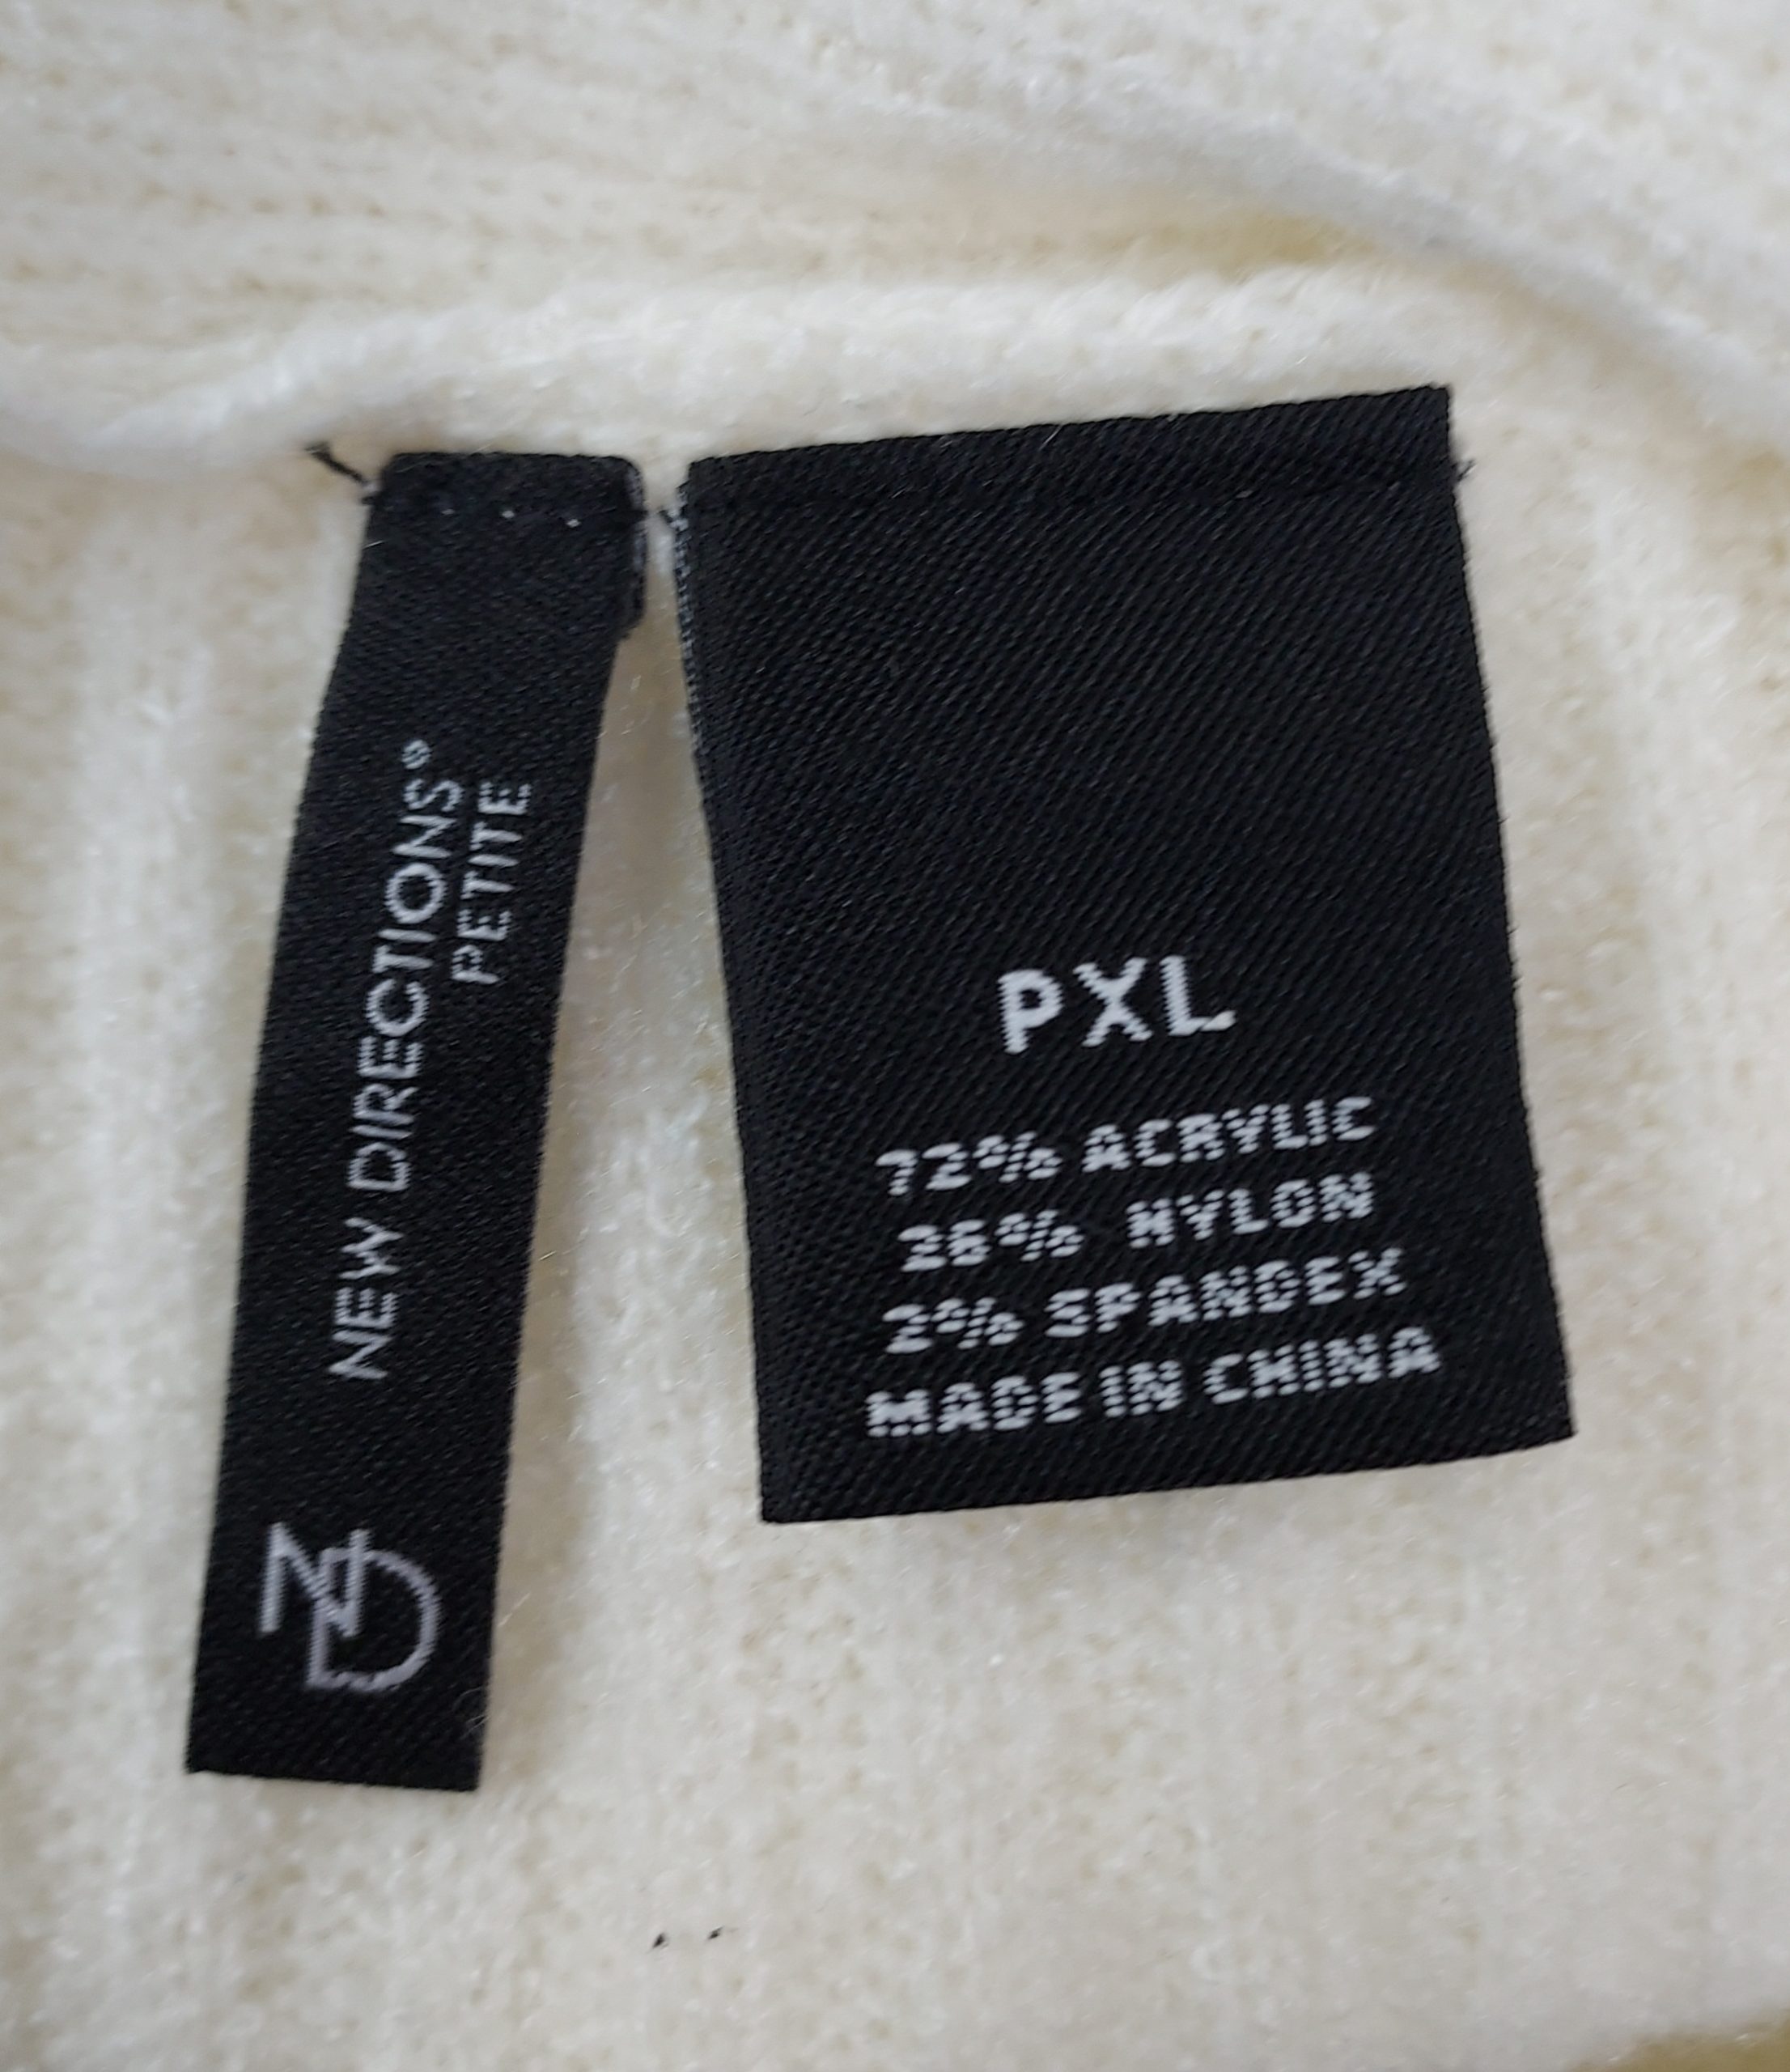 NEW DIRECTIONS®
PETITE
ND
PXL
72% ACRYLIC
26% NYLON
2% SPANDEX
MADE IN CHINA